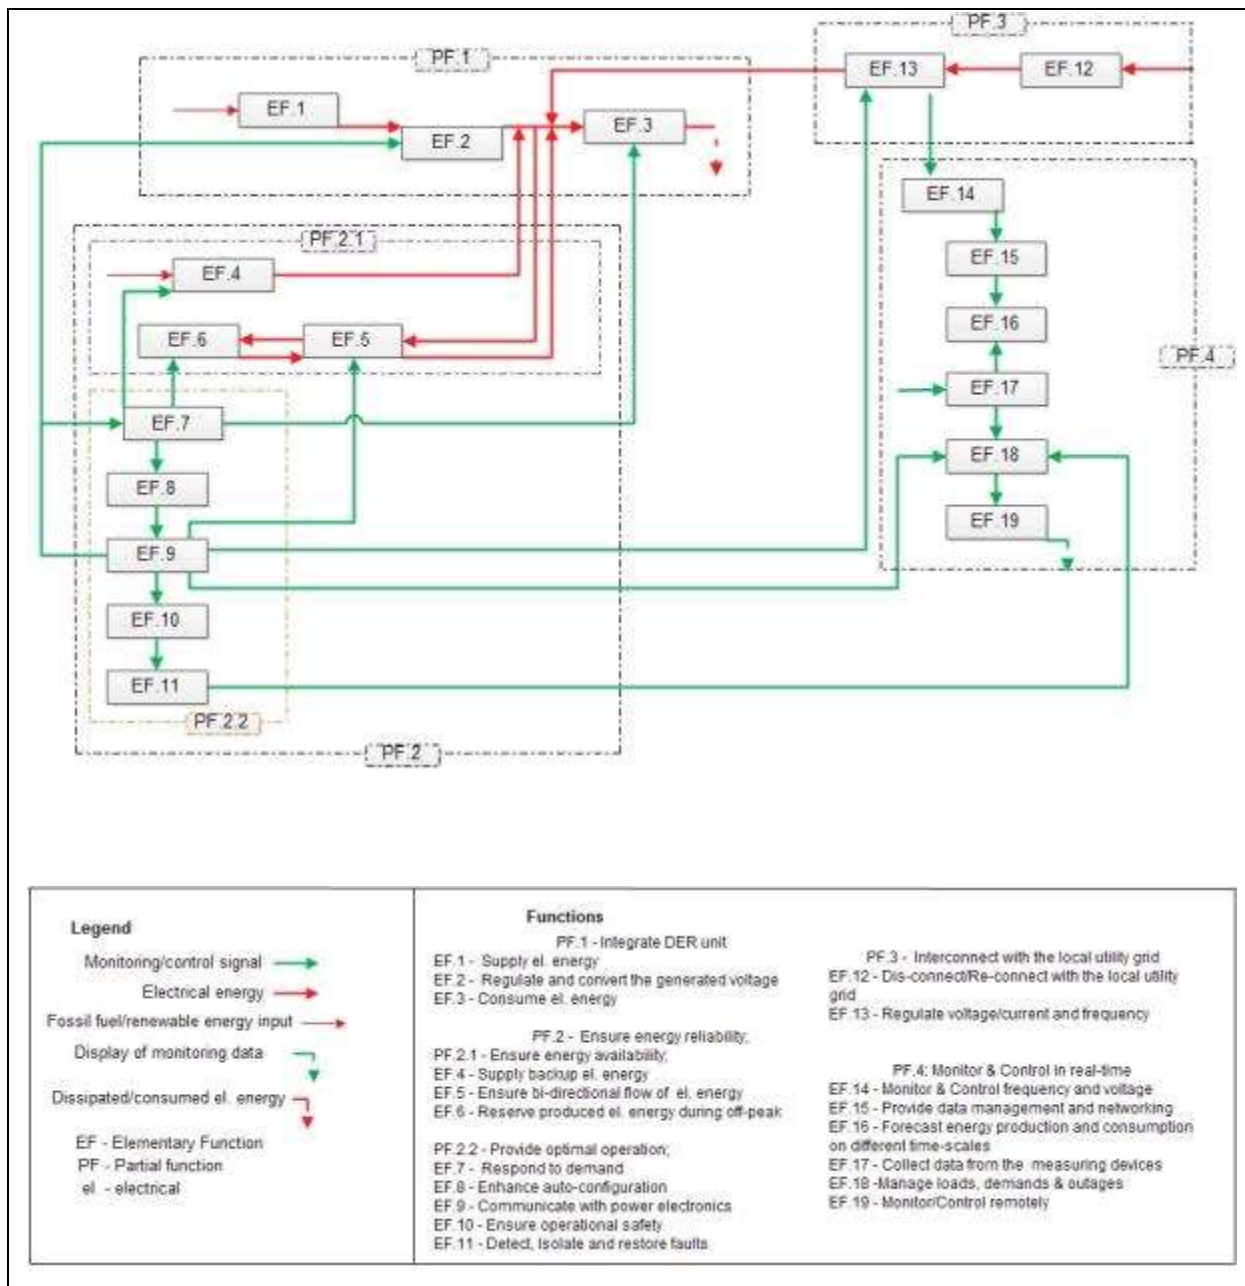 PF.3
PF.1
EF.13
EF.12
EF.1
EF.2
EF.3
EF.14
PF.2.1
EF.4
EF.15
EF.6
EF.5
EF.16
PF.4
EF.17
EF.7
EF.18
EF.8
EF.19
EF.9
EF.10
EF.11
PF.2.2
PF.2
Legend
Monitoring/control signal
Electrical energy
Fossil fuel/renewable energy input
Display of monitoring data
Dissipated/consumed el. energy
EF - Elementary Function
PF - Partial function
el. - electrical
Functions
PF.1 - Integrate DER unit
EF.1 - Supply el. energy
EF.2 - Regulate and convert the generated voltage
EF.3 - Consume el. energy
PF.2 - Ensure energy reliability;
PF.2.1 - Ensure energy availability;
EF.4 - Supply backup el. energy
EF.5 - Ensure bi-directional flow of el. energy
EF.6 - Reserve produced el. energy during off-peak
PF.2.2 - Provide optimal operation;
EF.7 - Respond to demand
EF.8 - Enhance auto-configuration
EF.9 - Communicate with power electronics
EF.10 - Ensure operational safety
EF.11 - Detect, Isolate and restore faults
PF.3 - Interconnect with the local utility grid
EF.12 - Dis-connect/Re-connect with the local utility
grid
EF.13 - Regulate voltage/current and frequency
PF.4: Monitor & Control in real-time
EF.14 - Monitor & Control frequency and voltage
EF.15 - Provide data management and networking
EF.16 - Forecast energy production and consumption
on different time-scales
EF.17 - Collect data from the measuring devices
EF.18 -Manage loads, demands & outages
EF.19 - Monitor/Control remotely